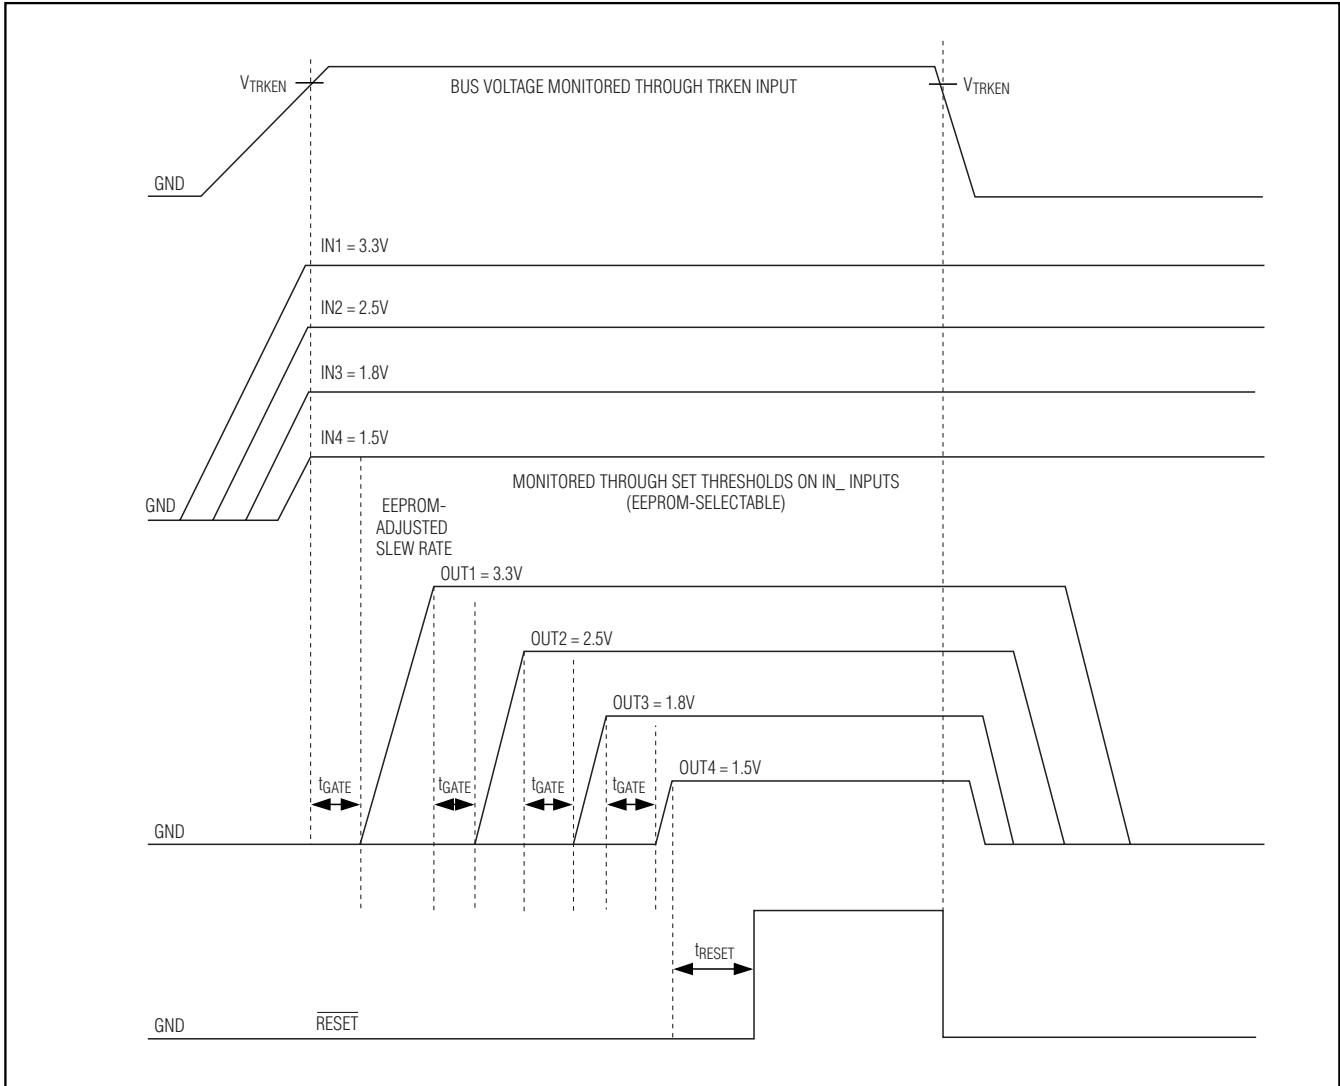 VTRKEN
BUS VOLTAGE MONITORED THROUGH TRKEN INPUT
VTRKEN
GND
IN1 = 3.3V
IN2 = 2.5V
IN3 = 1.8V
IN4 = 1.5V
GND
MONITORED THROUGH SET THRESHOLDS ON IN_ INPUTS
(EEPROM-SELECTABLE)
EEPROM-
ADJUSTED
SLEW RATE
OUT1 = 3.3V
OUT2 = 2.5V
OUT3 = 1.8V
OUT4 = 1.5V
tGATE
tGATE
tGATE
tGATE
GND
tRESET
GND
RESET